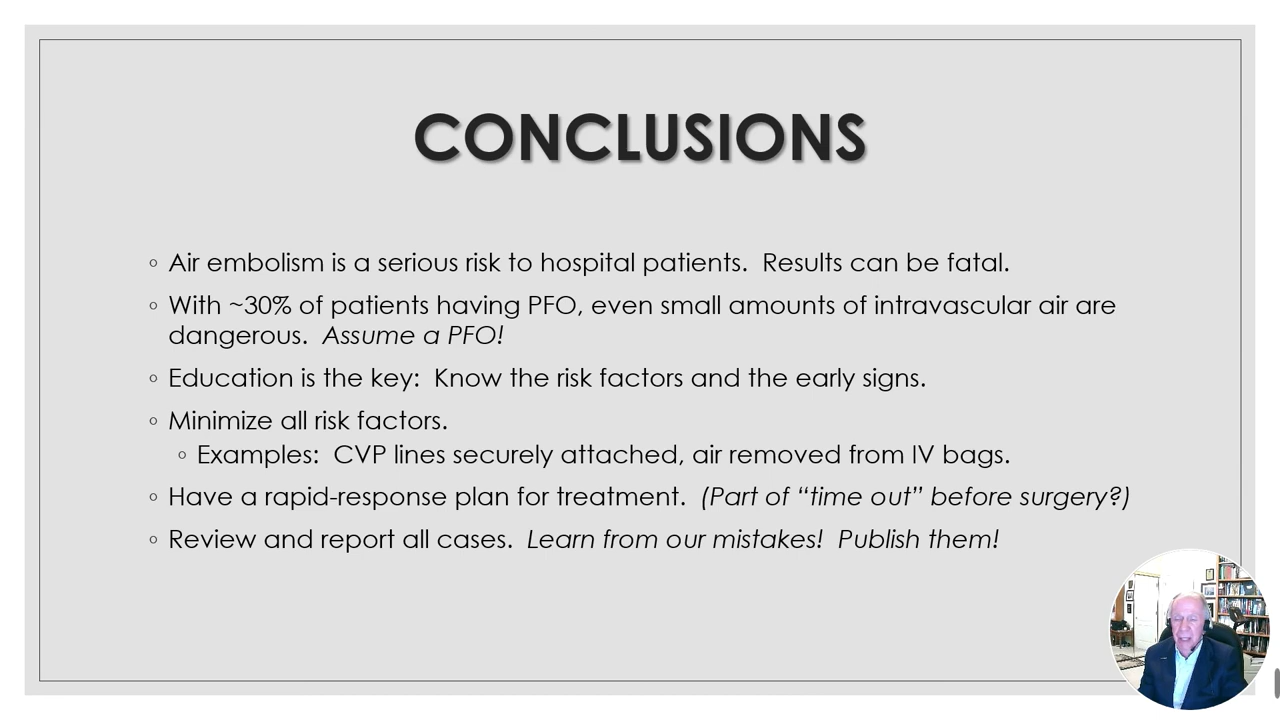 CONCLUSIONS
◦ Air embolism is a serious risk to hospital patients.  Results can be fatal.
◦ With ~30% of patients having PFO, even small amounts of intravascular air are
dangerous.  Assume a PFO!
◦ Education is the key:  Know the risk factors and the early signs.
◦ Minimize all risk factors.
◦ Examples:  CVP lines securely attached, air removed from IV bags.
◦ Have a rapid-response plan for treatment.  (Part of “time out” before surgery?)
◦ Review and report all cases.  Learn from our mistakes!  Publish them!